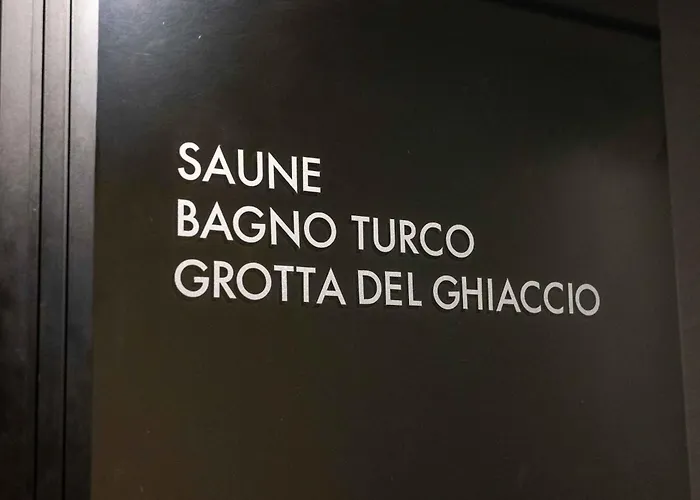 SAUNE
BAGNO TURCO
GROTTA DEL GHIACCIO